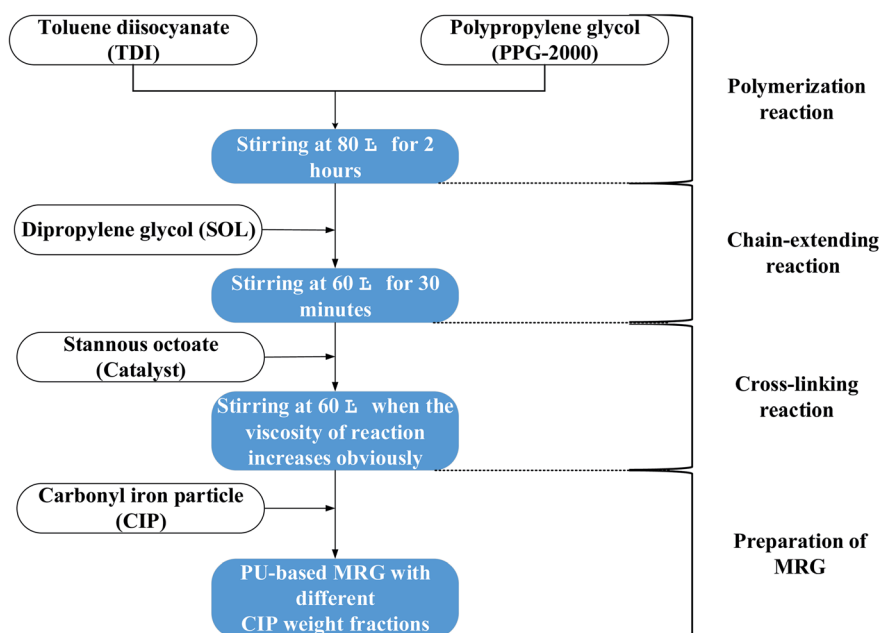 Toluene diisocyanate
(TDI)
Polypropylene glycol
(PPG-2000)
Polymerization
reaction
Stirring at 80 Ł for 2
hours
Dipropylene glycol (SOL)
Chain-extending
reaction
Stirring at 60 Ł for 30
minutes
Stannous octoate
(Catalyst)
Cross-linking
reaction
Stirring at 60 Ł when the
viscosity of reaction
increases obviously
Carbonyl iron particle
(CIP)
Preparation of
MRG
PU-based MRG with
different
CIP weight fractions